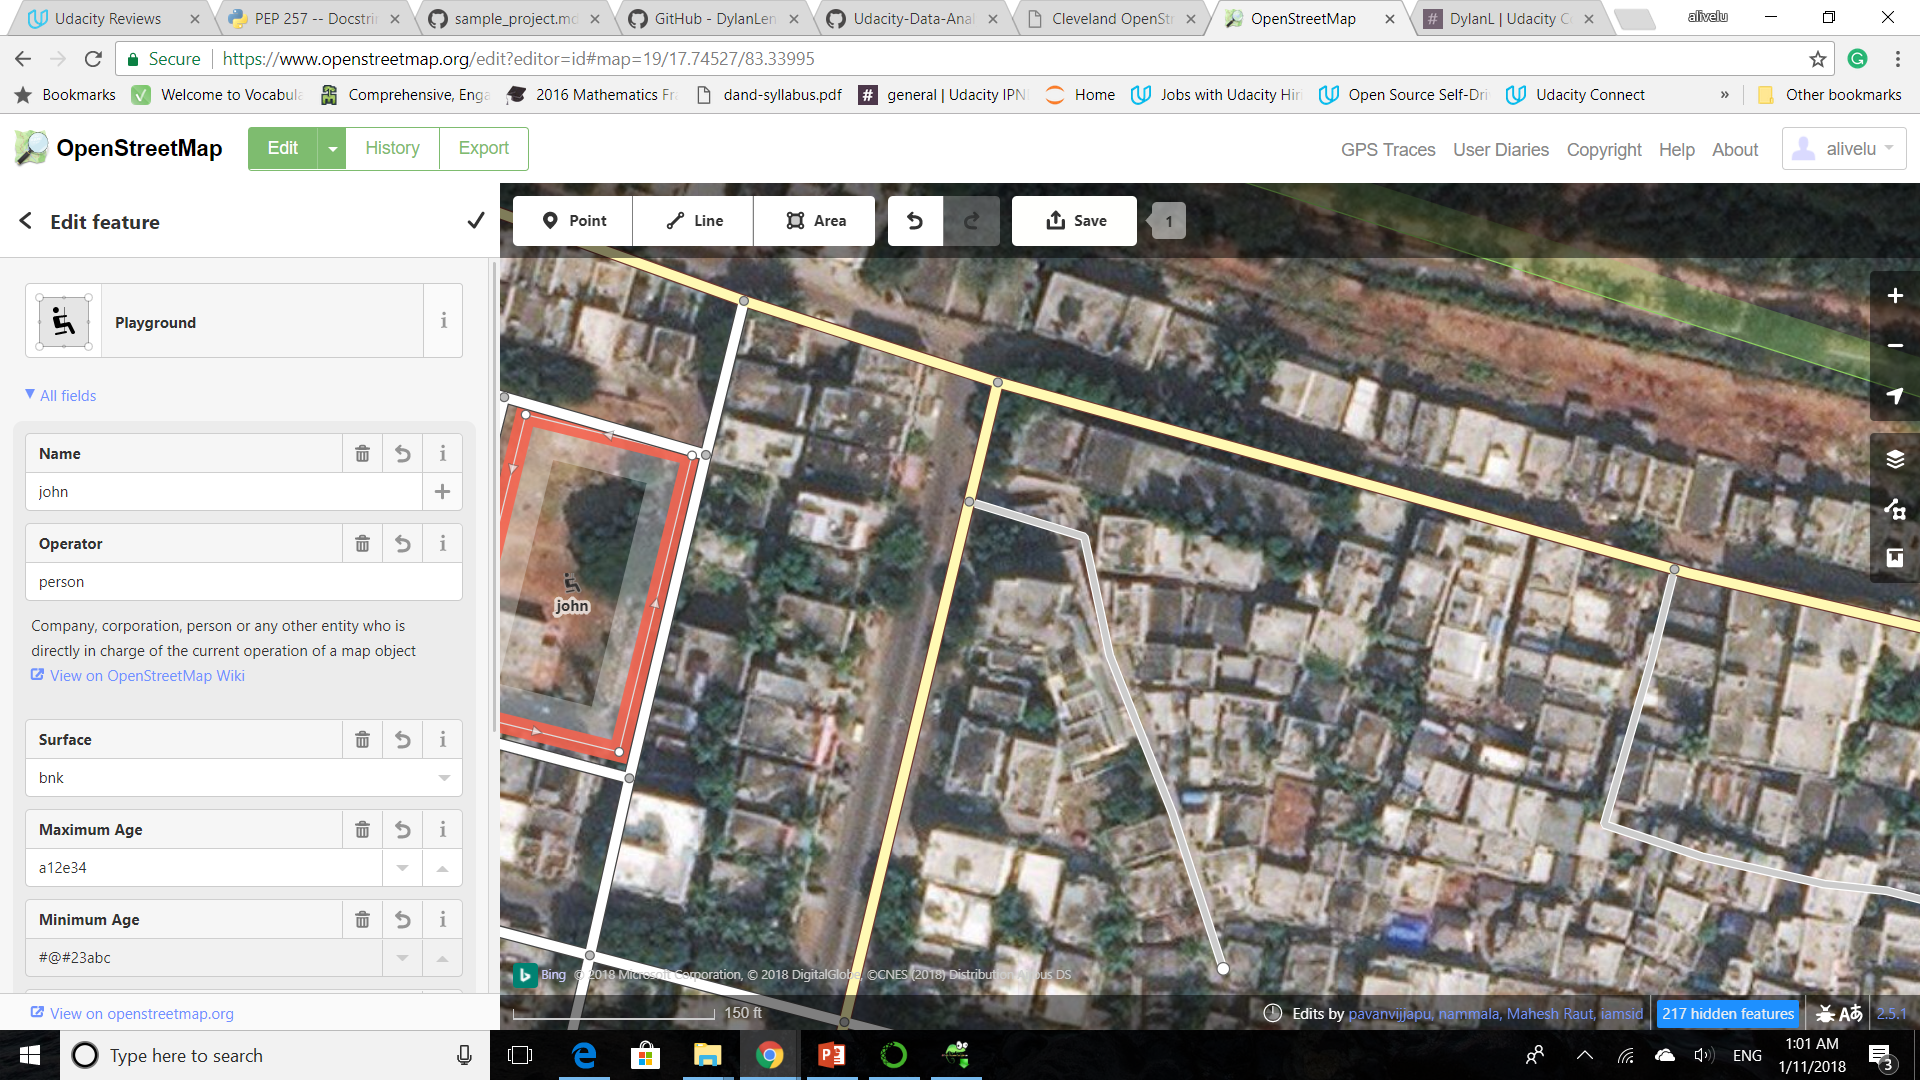 Udacity Reviews
PEP 257 -- Docstri
sample_project.md
GitHub - DylanLen
Udacity-Data-Anal
Cleveland OpenStr
OpenStreetMap
DylanL | Udacity C
alivelu
Secure
https://www.openstreetmap.org/edit?editor=id#map=19/17.74527/83.33995
Bookmarks
Welcome to Vocabula
Comprehensive, Enga
2016 Mathematics Fr
dand-syllabus.pdf
general | Udacity IPN
Home
Jobs with Udacity Hiri
Open Source Self-Dri
Udacity Connect
»
Other bookmarks
OpenStreetMap
Edit
History
Export
GPS Traces
User Diaries
Copyright
Help
About
alivelu
Edit feature
Point
Line
Area
Save
1
Playground
i
All fields
Name
i
john
Operator
i
person
Company, corporation, person or any other entity who is
directly in charge of the current operation of a map object
View on OpenStreetMap Wiki
Surface
i
bnk
Maximum Age
i
a12e34
Minimum Age
i
#@#23abc
View on openstreetmap.org
john
Bing
© 2018 Microsoft Corporation, © 2018 DigitalGlobe, ©CNES (2018) Distribution Airbus DS
150 ft
Edits by pavanvijjapu, nammala, Mahesh Raut, iamsid
217 hidden features
2.5.1
Type here to search
ENG
1:01 AM
1/11/2018
3